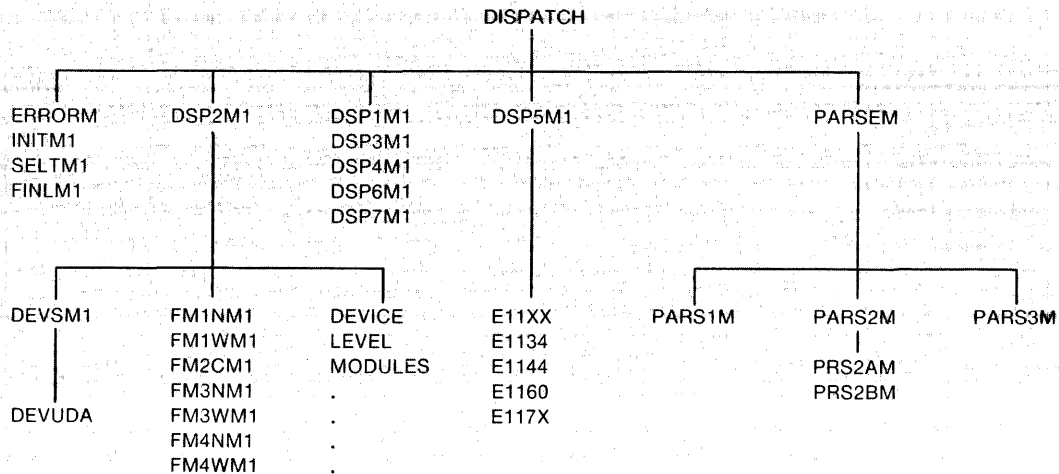 DISPATCH
ERRORM DSP2M1 DSP1M1 DSP5M1 PARSEM
INITM1 DSP3M1
SELTM1 DSP4M1
FINLM1 DSP6M1
DSP7M1
DEVSM1 FM1NM1 DEVICE E11XX PARS1M PARS2M PARS3M
FM1WM1 LEVEL E1134
FM2CM1 MODULES E1144 PRS2AM
FM3NM1 . E1160 PRS2BM
DEVUDA FM3WM1 . E117X
FM4NM1 .
FM4WM1 .